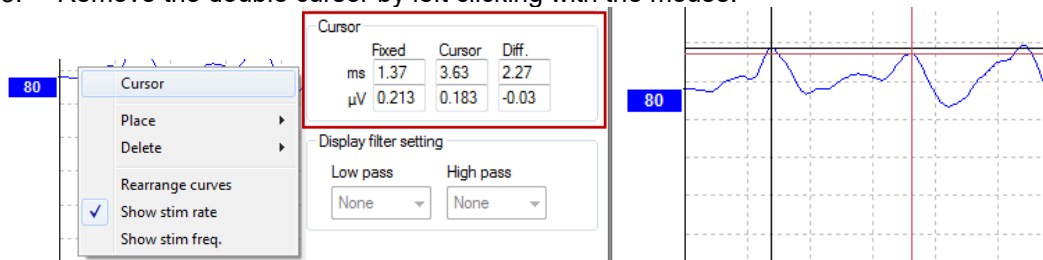 Remove the double cursor by left clicking with the mouse.
80
Cursor
Place
Delete
Rearrange curves
Show stim rate
Show stim freq.
Cursor
Fixed Cursor Diff.
ms 1.37 3.63 2.27
µV 0.213 0.183 -0.03
Display filter setting
Low pass High pass
None None
80